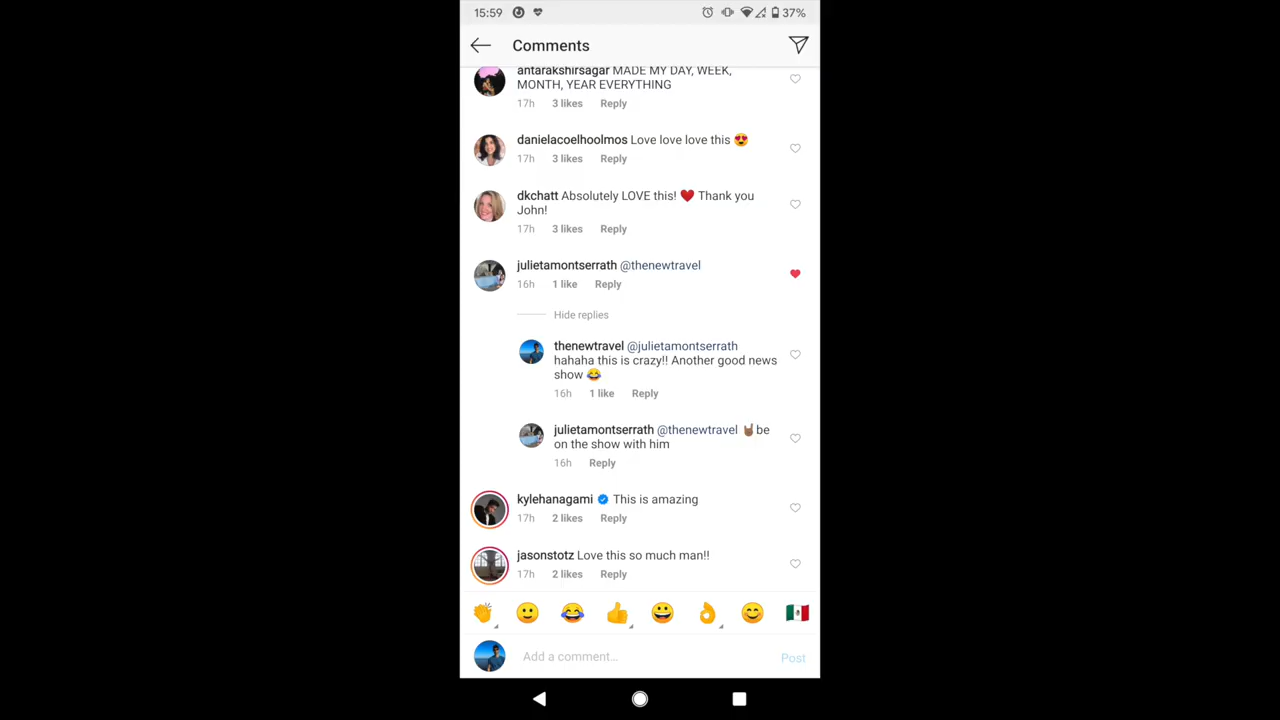 15:59 37%
Comments
antarakshirsagar MADE MY DAY, WEEK,
MONTH, YEAR EVERYTHING
17h 3 likes Reply
danielacoelhoolmos Love love love this 😍
17h 3 likes Reply
dkchatt Absolutely LOVE this! ❤️ Thank you
John!
17h 3 likes Reply
julietamontserrath @thenewtravel
16h 1 like Reply
Hide replies
thenewtravel @julietamontserrath
hahaha this is crazy!! Another good news
show 😂
16h 1 like Reply
julietamontserrath @thenewtravel 🤘🏽be
on the show with him
16h Reply
kylehanagami This is amazing
17h 2 likes Reply
jasonstotz Love this so much man!!
17h 2 likes Reply
Add a comment... Post